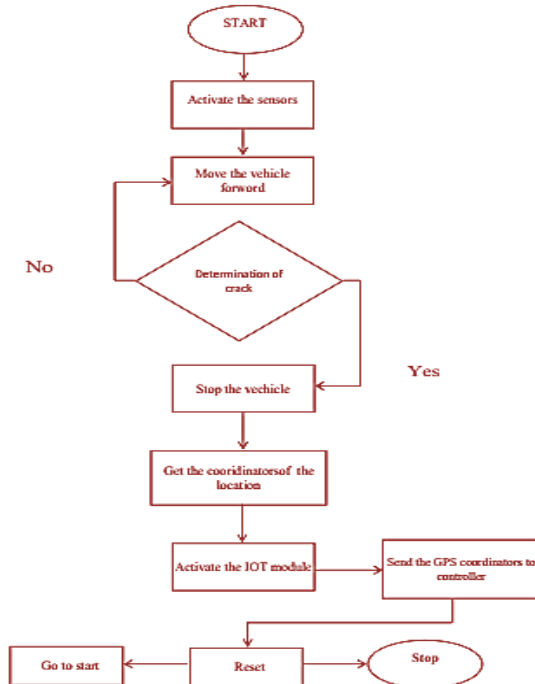 START
Activate the sensors
Move the vehicle
forword
No
Determination of
crack
Yes
Stop the vechicle
Get the cooridinatorsof the
location
Activate the IOT module
Send the GPS coordinators to
controller
Go to start
Reset
Stop